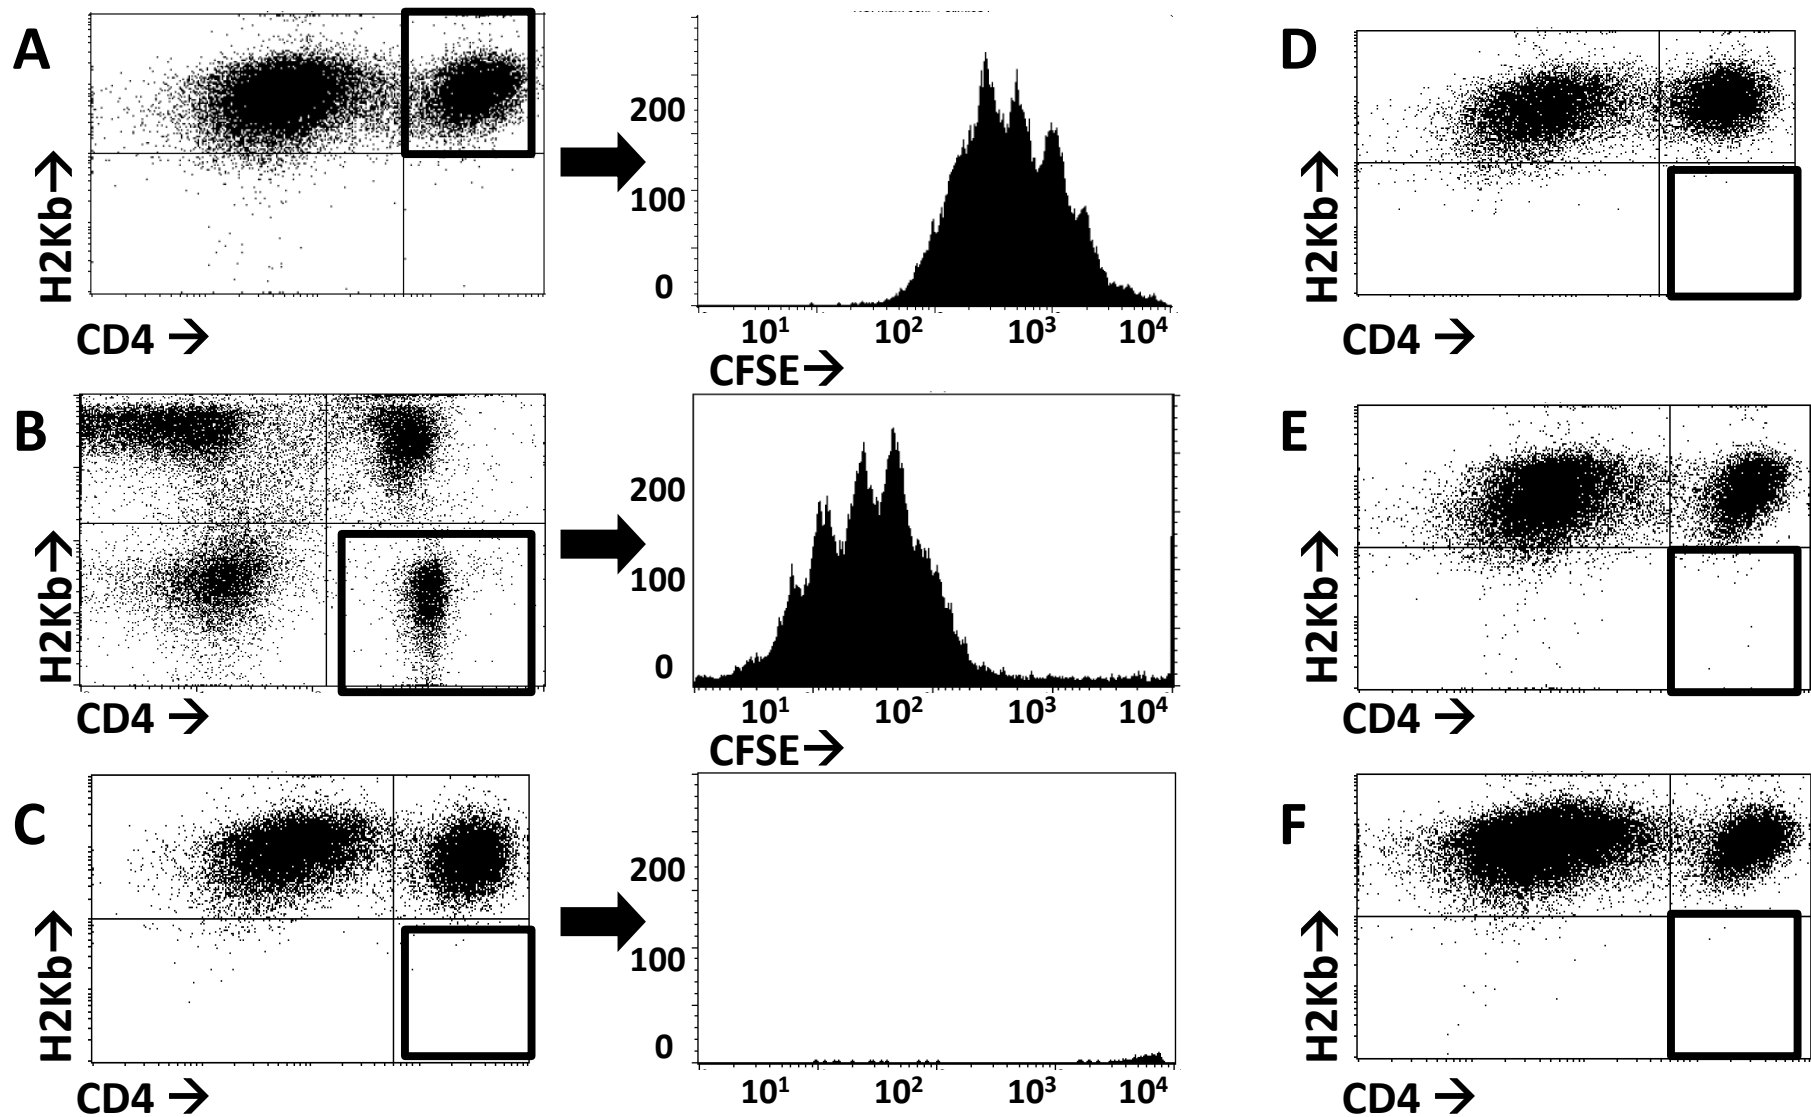 A
H2Kb→
CD4 →
200
100
0
10¹ 10² 10³ 10⁴
CFSE→
B
H2Kb→
CD4 →
200
100
0
10¹ 10² 10³ 10⁴
CFSE→
C
H2Kb→
CD4 →
200
100
0
10¹ 10² 10³ 10⁴
D
H2Kb→
CD4 →
E
H2Kb→
CD4 →
F
H2Kb→
CD4 →